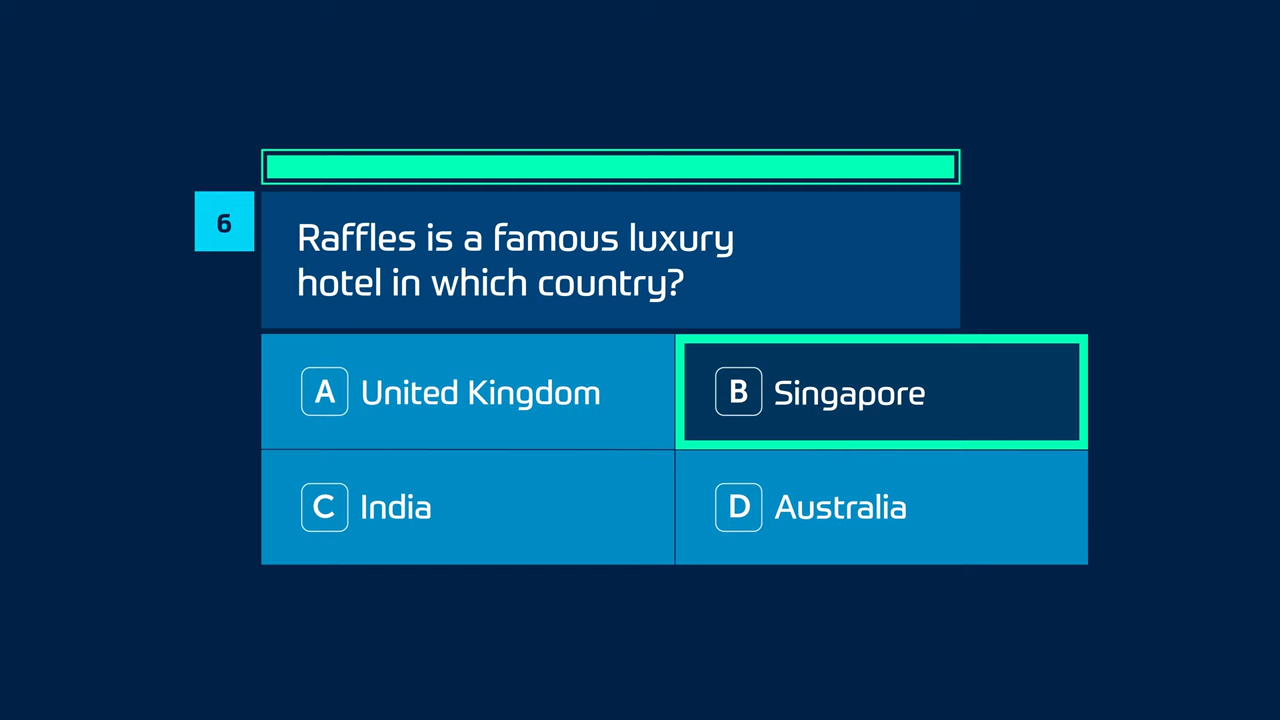 6
Raffles is a famous luxury
hotel in which country?
A United Kingdom
B Singapore
C India
D Australia